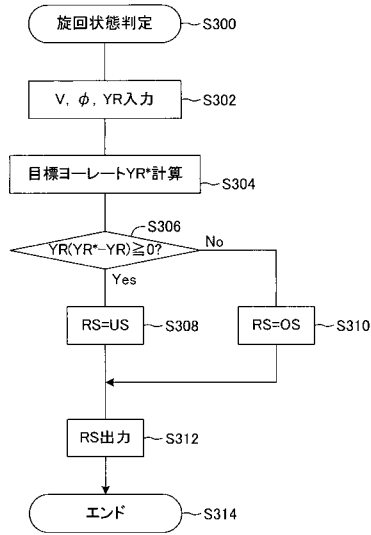 旋回状態判定
S300
V, φ, YR入力
S302
目標ヨーレートYR*計算
S304
S306
YR(YR*-YR)≧0?
No
Yes
RS=US
S308
RS=OS
S310
RS出力
S312
エンド
S314